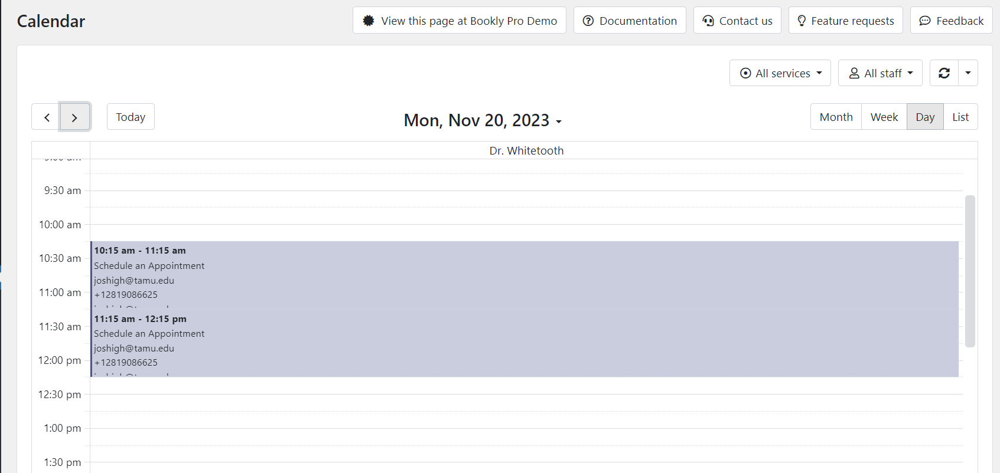 Calendar
View this page at Bookly Pro Demo
Documentation
Contact us
Feature requests
Feedback
All services
All staff
Today
Mon, Nov 20, 2023
Month
Week
Day
List
Dr. Whitetooth
9:30 am
10:00 am
10:15 am - 11:15 am
Schedule an Appointment
10:30 am
joshigh@tamu.edu
11:00 am
+12819086625
11:15 am - 12:15 pm
11:30 am
Schedule an Appointment
joshigh@tamu.edu
12:00 pm
+12819086625
12:30 pm
1:00 pm
1:30 pm